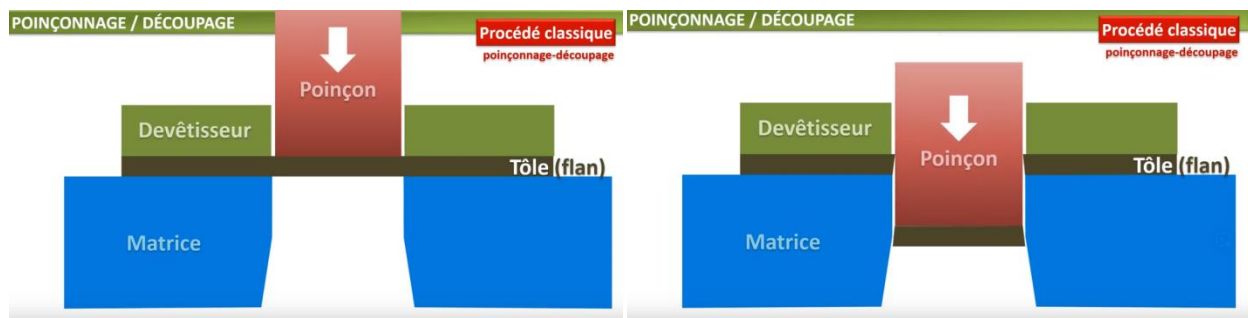 POINÇONNAGE / DÉCOUPAGE
Procédé classique
poinçonnage-découpage
Poinçon
Devêtisseur
Tôle (flan)
Matrice
POINÇONNAGE / DÉCOUPAGE
Procédé classique
poinçonnage-découpage
Devêtisseur
Poinçon
Tôle (flan)
Matrice